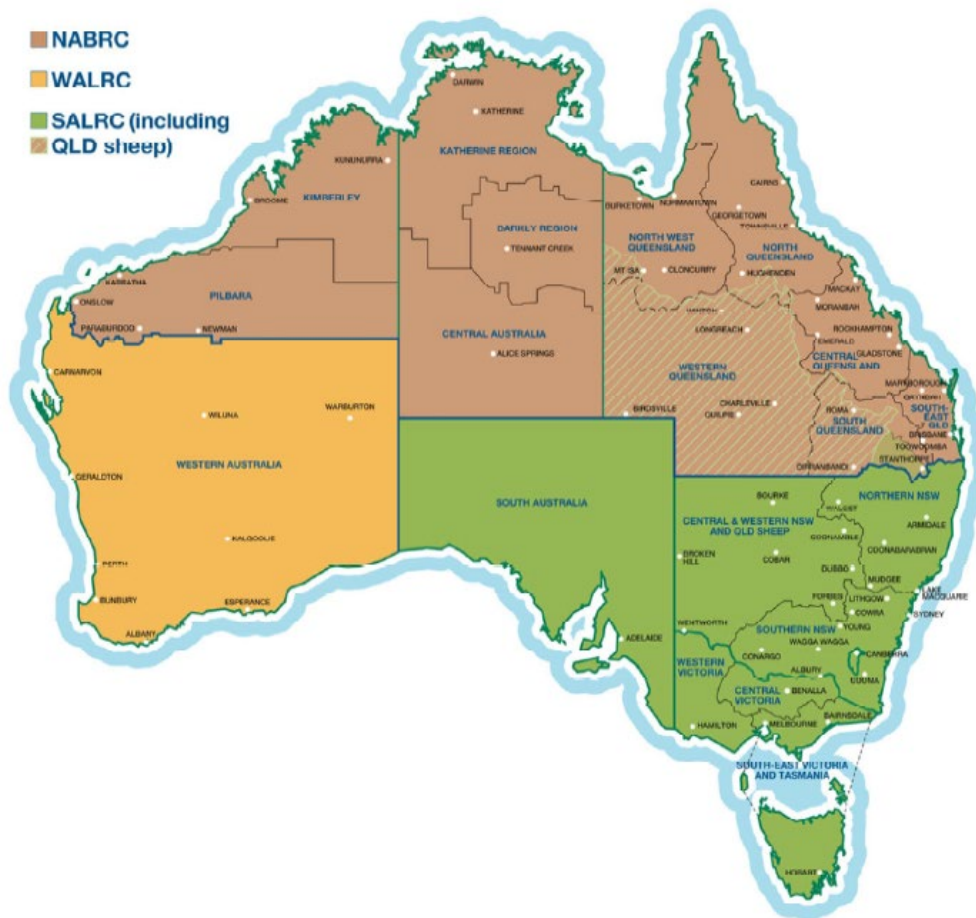 NABRC
WALRC
SALRC (including
QLD sheep)
DARWIN
KATHERINE
KATHERINE REGION
KUNUNURRA
KIMBERLEY
BROOME
DARKLY REGION
TENNANT CREEK
CAIRNS
BURKETOWN
NORMANTOWN
GEORGETOWN
TOWNSVILLE
NORTH WEST
QUEENSLAND
NORTH
QUEENSLAND
MT ISA
CLONCURRY
HUGHENDEN
KARRATHA
ONSLOW
PILBARA
PARABURDOO
NEWMAN
MACKAY
MORANBAH
LONGREACH
ROCKHAMPTON
EMERALD
GLADSTONE
CENTRAL
QUEENSLAND
CENTRAL AUSTRALIA
ALICE SPRINGS
WESTERN
QUEENSLAND
CARNARVON
WILUNA
WARBURTON
BIRDSVILLE
CHARLEVILLE
QUILPIE
ROMA
SOUTH
QUEENSLAND
MARYBOROUGH
SOUTH-
EAST
QLD
BRISBANE
TOOWOOMBA
STANTHORPE
DIRRANBANDI
WESTERN AUSTRALIA
GERALDTON
KALGOOLIE
PERTH
BUNBURY
ESPERANCE
ALBANY
SOUTH AUSTRALIA
ADELAIDE
BOURKE
WALGETT
NORTHERN NSW
ARMIDALE
CENTRAL & WESTERN NSW
AND QLD SHEEP
COONAMBLE
COONABARABRAN
BROKEN
HILL
COBAR
DUBBO
MUDGEE
FORBES
LITHGOW
LAKE
MACQUARIE
COWRA
SYDNEY
WENTWORTH
YOUNG
SOUTHERN NSW
WAGGA WAGGA
CONARGO
CANBERRA
ALBURY
COOMA
WESTERN
VICTORIA
CENTRAL
VICTORIA
BENALLA
HAMILTON
MELBOURNE
BAIRNSDALE
SOUTH-EAST VICTORIA
AND TASMANIA
HOBART